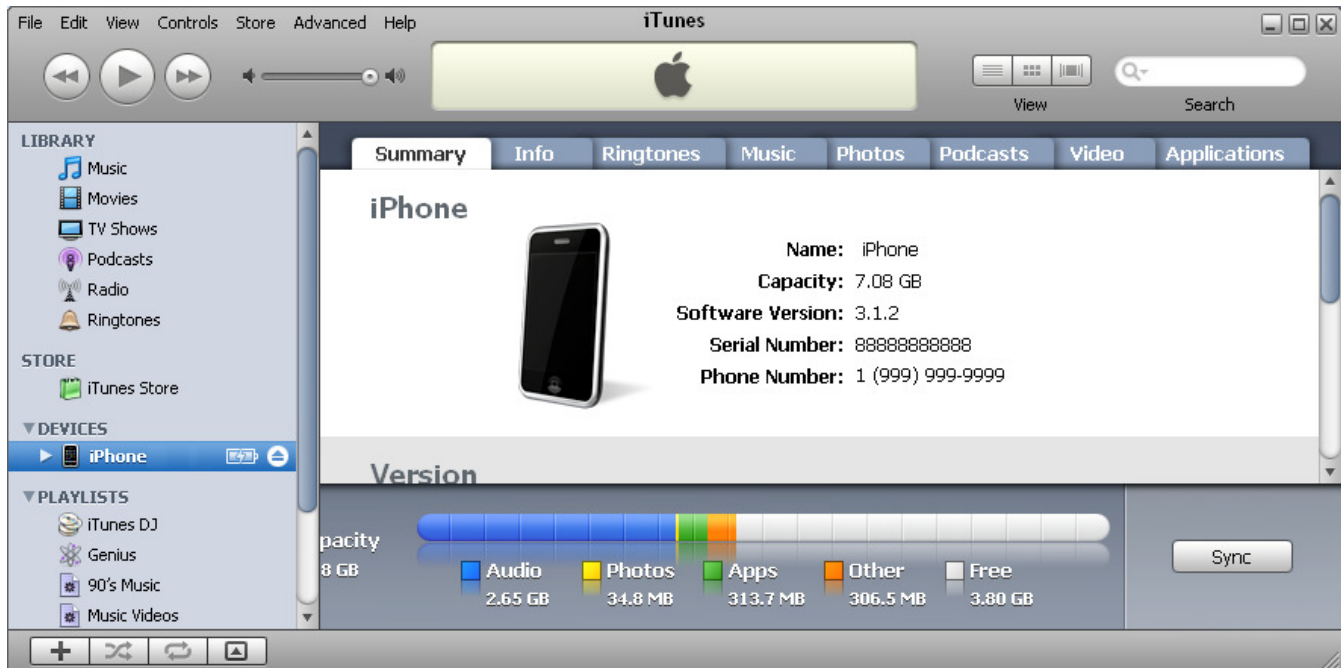 iTunes
File Edit View Controls Store Advanced Help
View
Search
LIBRARY
Music
Movies
TV Shows
Podcasts
Radio
Ringtones
STORE
iTunes Store
DEVICES
iPhone
PLAYLISTS
iTunes DJ
Genius
90's Music
Music Videos
Summary Info Ringtones Music Photos Podcasts Video Applications
iPhone
Name: iPhone
Capacity: 7.08 GB
Software Version: 3.1.2
Serial Number: 88888888888
Phone Number: 1 (999) 999-9999
Version
pacity
8 GB
Audio Photos Apps Other Free
2.65 GB 34.8 MB 313.7 MB 306.5 MB 3.80 GB
Sync